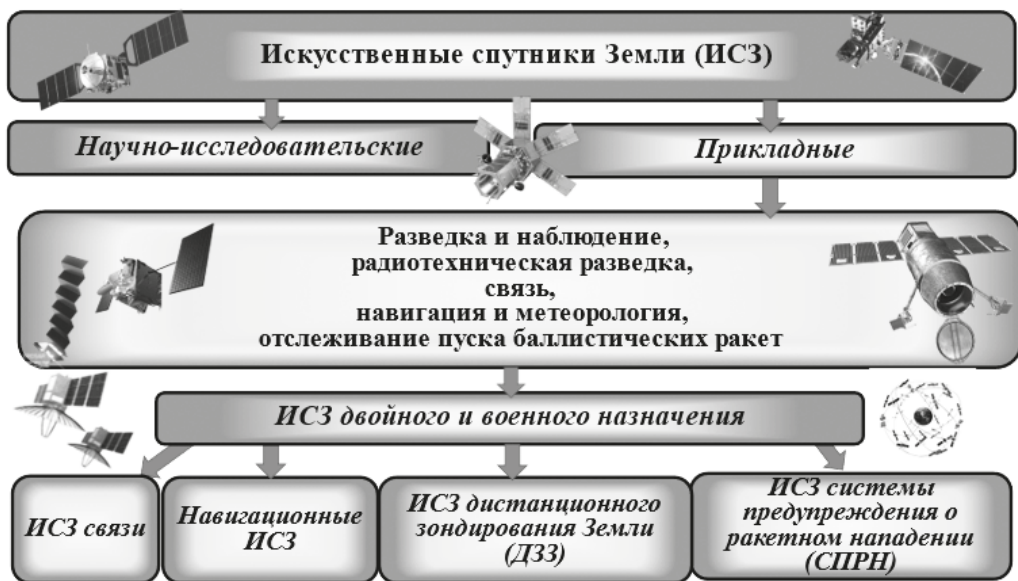 Искусственные спутники Земли (ИСЗ)
Научно-исследовательские
Прикладные
Разведка и наблюдение,
радиотехническая разведка,
связь,
навигация и метеорология,
отслеживание пуска баллистических ракет
ИСЗ двойного и военного назначения
ИСЗ связи
Навигационные
ИСЗ
ИСЗ дистанционного
зондирования Земли
(ДЗЗ)
ИСЗ системы
предупреждения о
ракетном нападении
(СПРН)